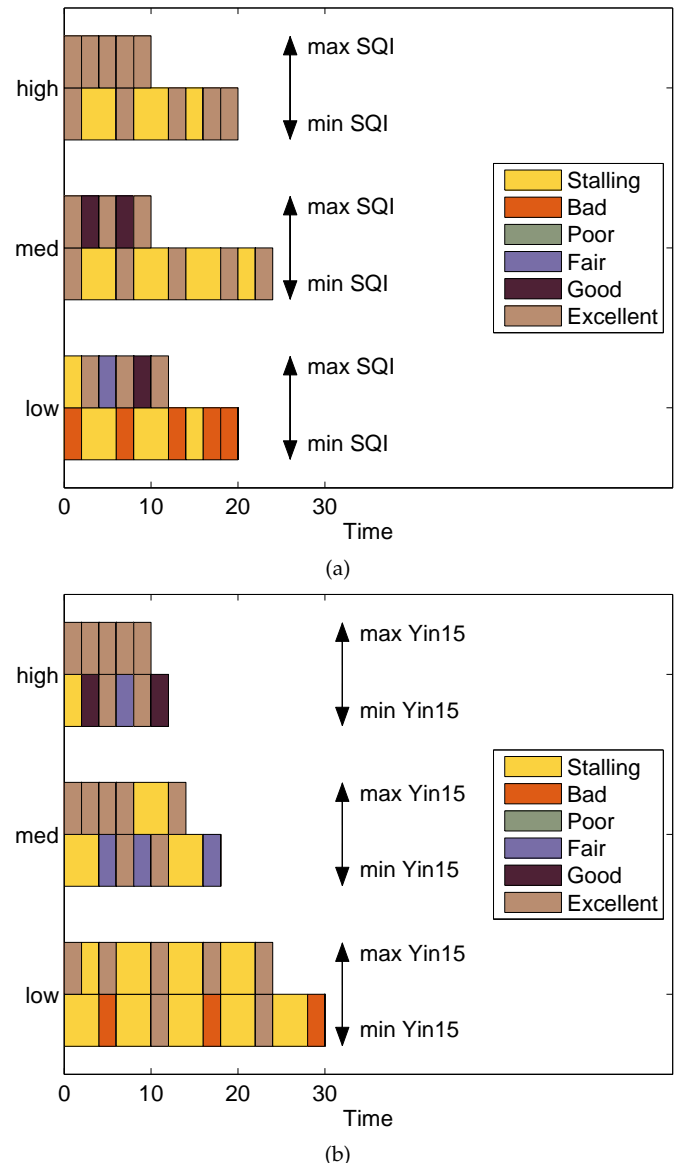 high
max SQI
min SQI
med
max SQI
min SQI
low
max SQI
min SQI
Stalling
Bad
Poor
Fair
Good
Excellent
0 10 20 30
Time
(a)
high
max Yin15
min Yin15
med
max Yin15
min Yin15
low
max Yin15
min Yin15
Stalling
Bad
Poor
Fair
Good
Excellent
0 10 20 30
Time
(b)